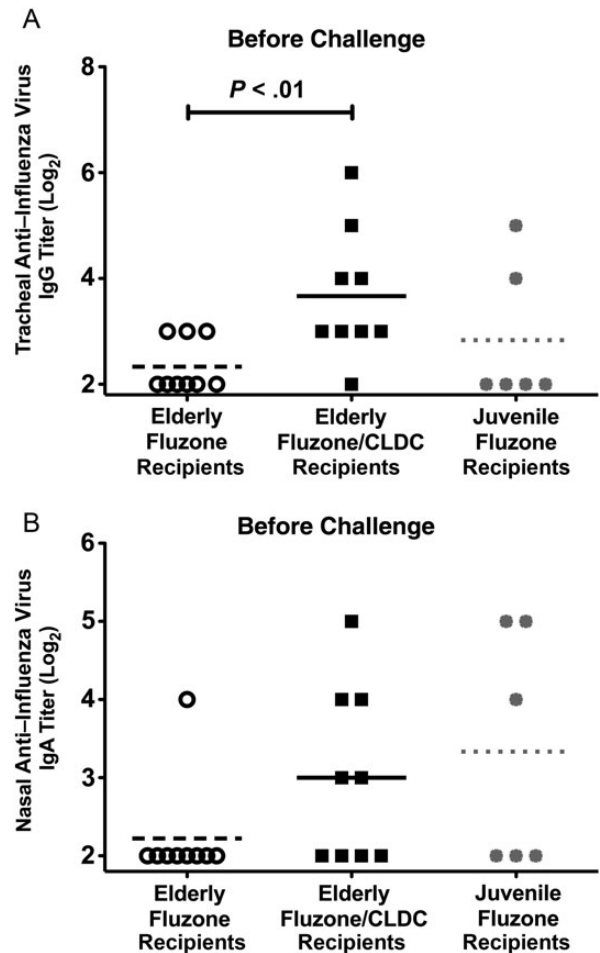 A
Before Challenge
8
6
4
2
P < .01
Tracheal Anti–Influenza Virus
IgG Titer (Log₂)
Elderly
Fluzone
Recipients
Elderly
Fluzone/CLDC
Recipients
Juvenile
Fluzone
Recipients
B
Before Challenge
6
5
4
3
2
Nasal Anti–Influenza Virus
IgA Titer (Log₂)
Elderly
Fluzone
Recipients
Elderly
Fluzone/CLDC
Recipients
Juvenile
Fluzone
Recipients